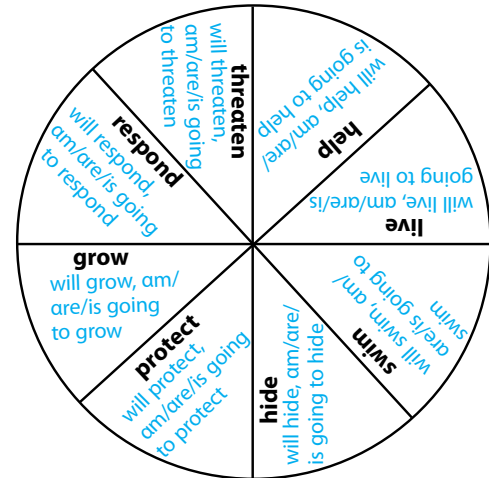 threaten
will threaten,
am/are/is going
to threaten
help
will help, am/are/
is going to help
live
will live, am/are/is
going to live
swim
will swim, am/
are/is going to
swim
hide
will hide, am/are/
is going to hide
protect
will protect,
am/are/is going
to protect
grow
will grow, am/
are/is going
to grow
respond
will respond,
am/are/is going
to respond